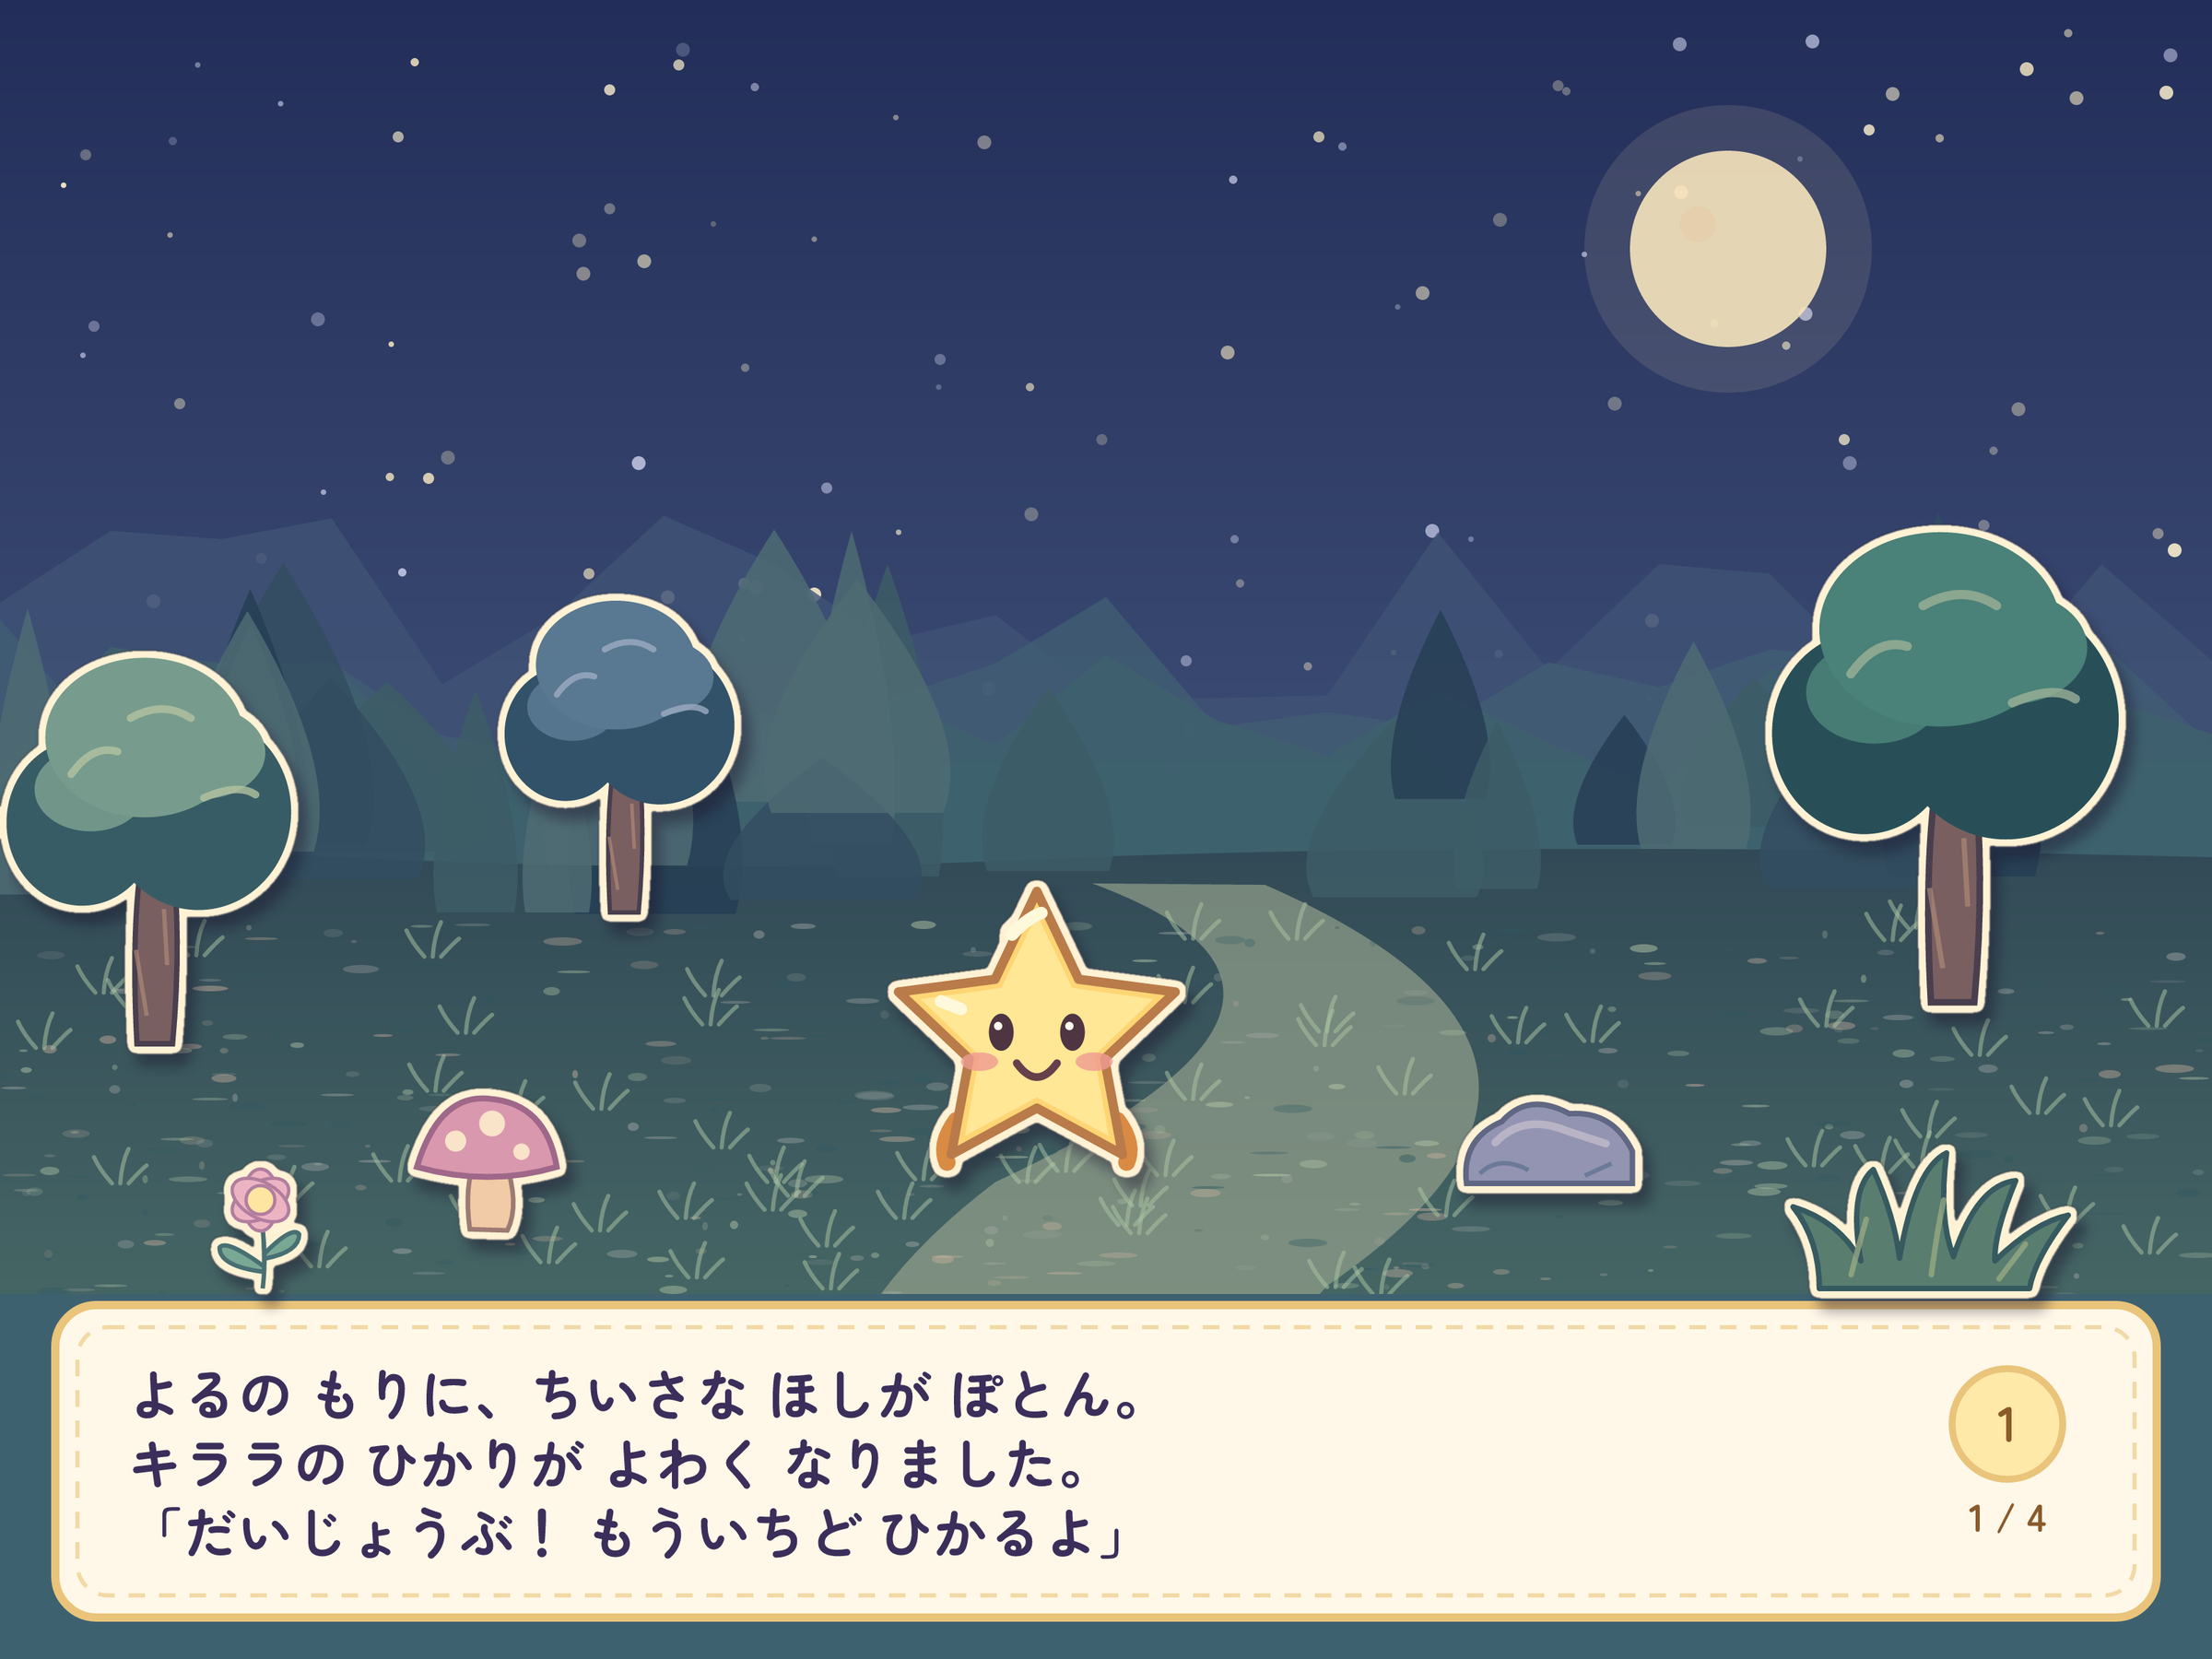 よるの もりに、 ちいさな ほしが ぽとん。
キララの ひかりが よわく なりました。
「だいじょうぶ！ もういちど ひかるよ」
1
1 / 4